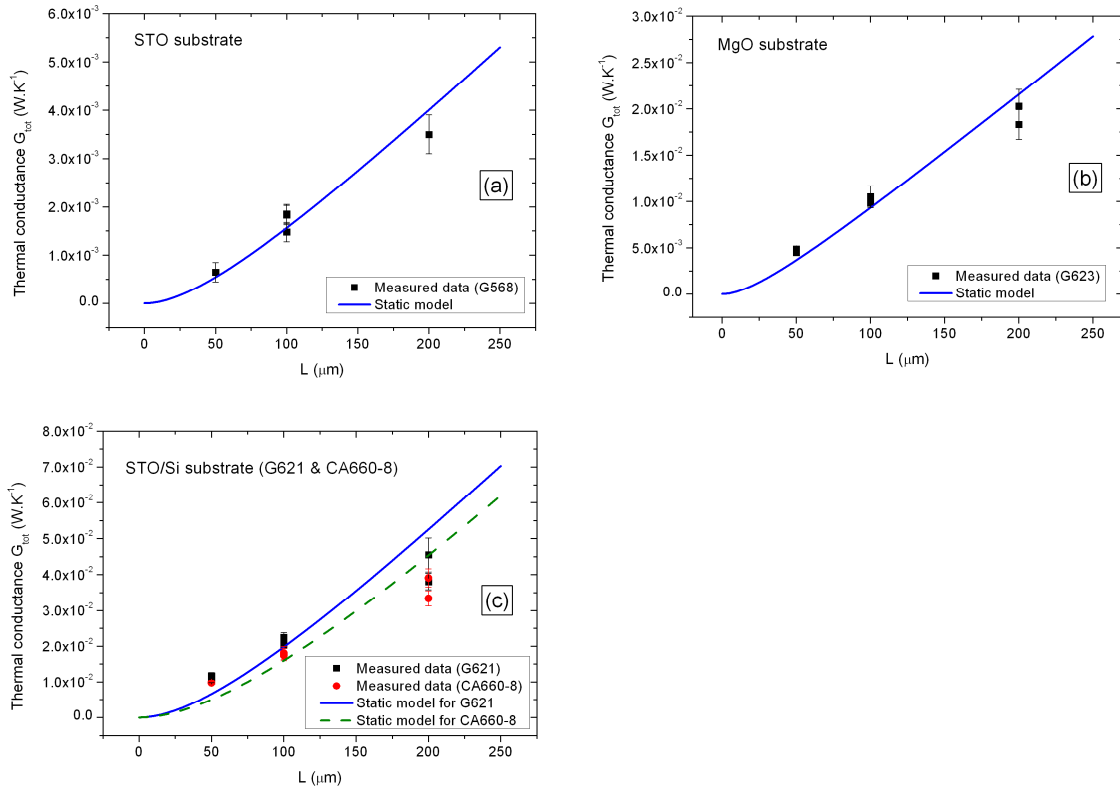 STO substrate
Thermal conductance G_tot (W.K⁻¹)
6.0x10⁻³
5.0x10⁻³
4.0x10⁻³
3.0x10⁻³
2.0x10⁻³
1.0x10⁻³
0.0
(a)
Measured data (G568)
Static model
0 50 100 150 200 250
L (μm)
MgO substrate
Thermal conductance G_tot (W.K⁻¹)
3.0x10⁻²
2.5x10⁻²
2.0x10⁻²
1.5x10⁻²
1.0x10⁻²
5.0x10⁻³
0.0
(b)
Measured data (G623)
Static model
0 50 100 150 200 250
L (μm)
STO/Si substrate (G621 & CA660-8)
Thermal conductance G_tot (W.K⁻¹)
8.0x10⁻²
7.0x10⁻²
6.0x10⁻²
5.0x10⁻²
4.0x10⁻²
3.0x10⁻²
2.0x10⁻²
1.0x10⁻²
0.0
(c)
Measured data (G621)
Measured data (CA660-8)
Static model for G621
Static model for CA660-8
0 50 100 150 200 250
L (μm)